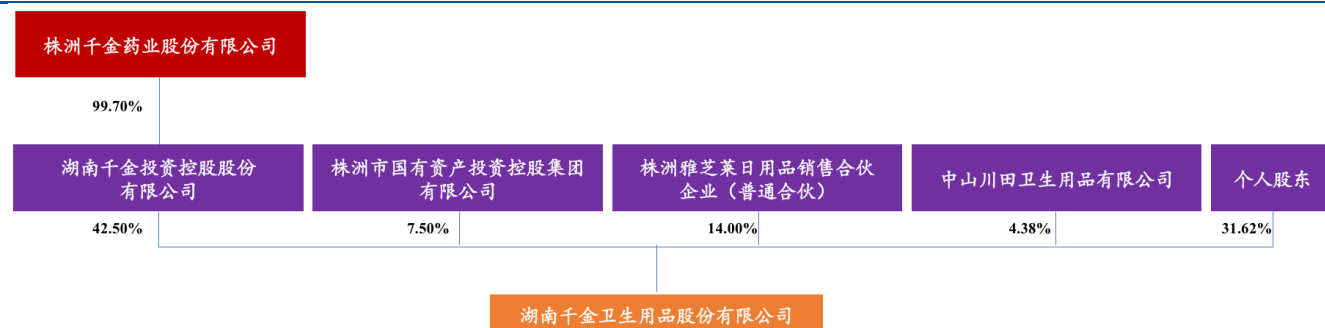 株洲千金药业股份有限公司
99.70%
湖南千金投资控股股份
有限公司
株洲市国有资产投资控股集团
有限公司
株洲雅芝莱日用品销售合伙
企业（普通合伙）
中山川田卫生用品有限公司
个人股东
42.50%
7.50%
14.00%
4.38%
31.62%
湖南千金卫生用品股份有限公司